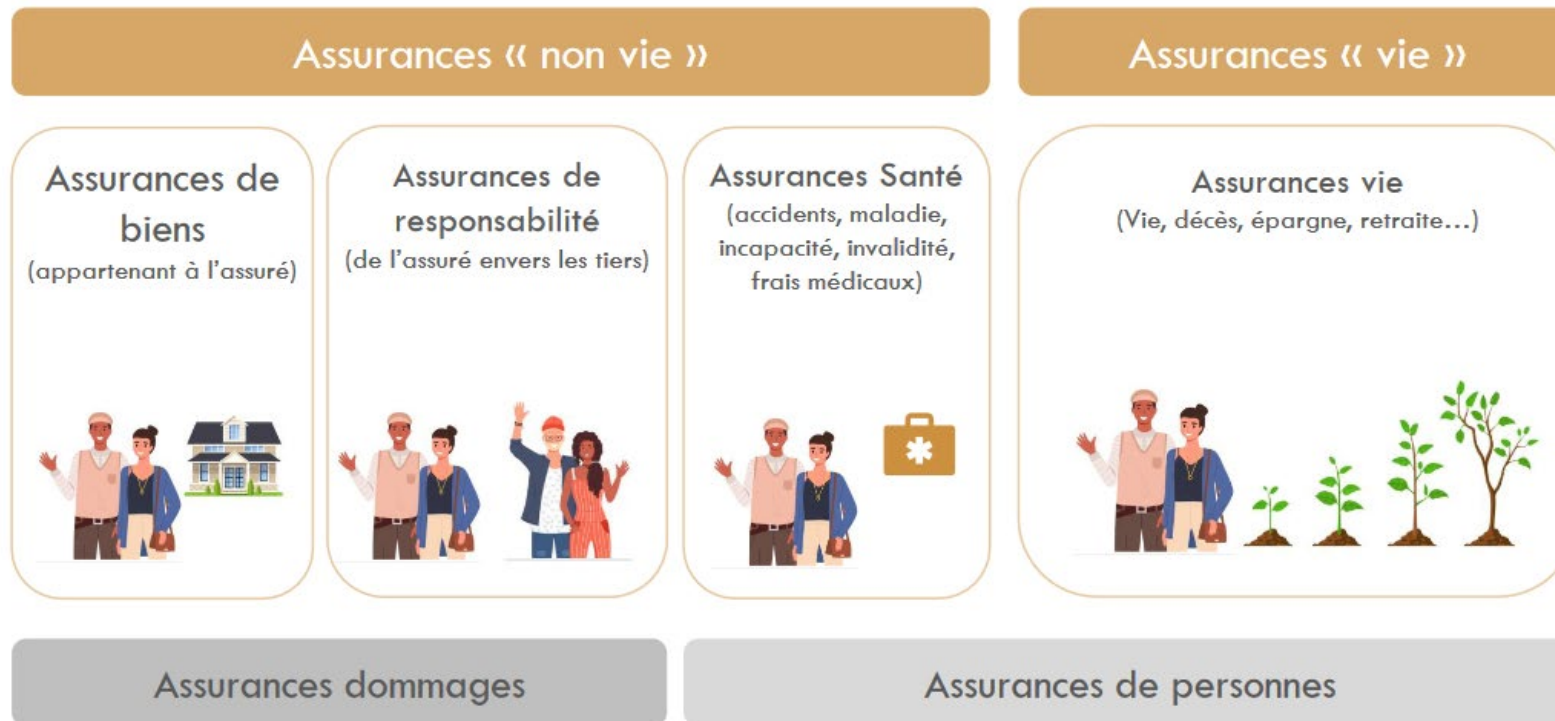 Assurances « non vie »
Assurances « vie »
Assurances de
biens
(appartenant à l'assuré)
Assurances de
responsabilité
(de l'assuré envers les tiers)
Assurances Santé
(accidents, maladie,
incapacité, invalidité,
frais médicaux)
Assurances vie
(Vie, décès, épargne, retraite...)
Assurances dommages
Assurances de personnes